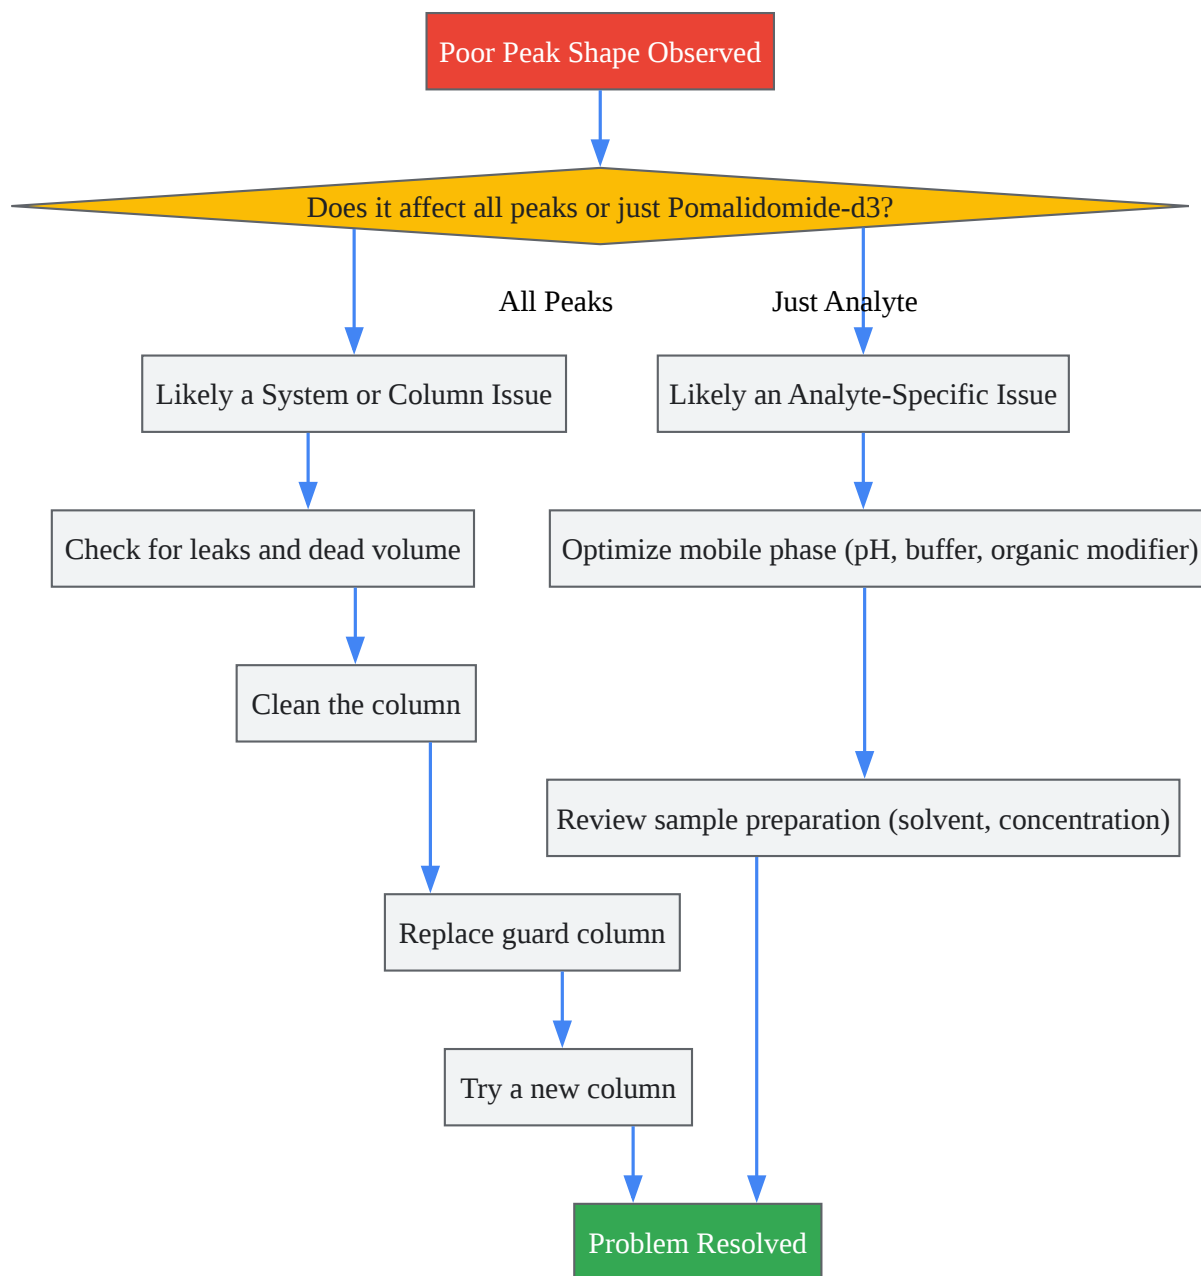 Poor Peak Shape Observed
Does it affect all peaks or just Pomalidomide-d3?
All Peaks
Just Analyte
Likely a System or Column Issue
Likely an Analyte-Specific Issue
Check for leaks and dead volume
Optimize mobile phase (pH, buffer, organic modifier)
Clean the column
Review sample preparation (solvent, concentration)
Replace guard column
Try a new column
Problem Resolved